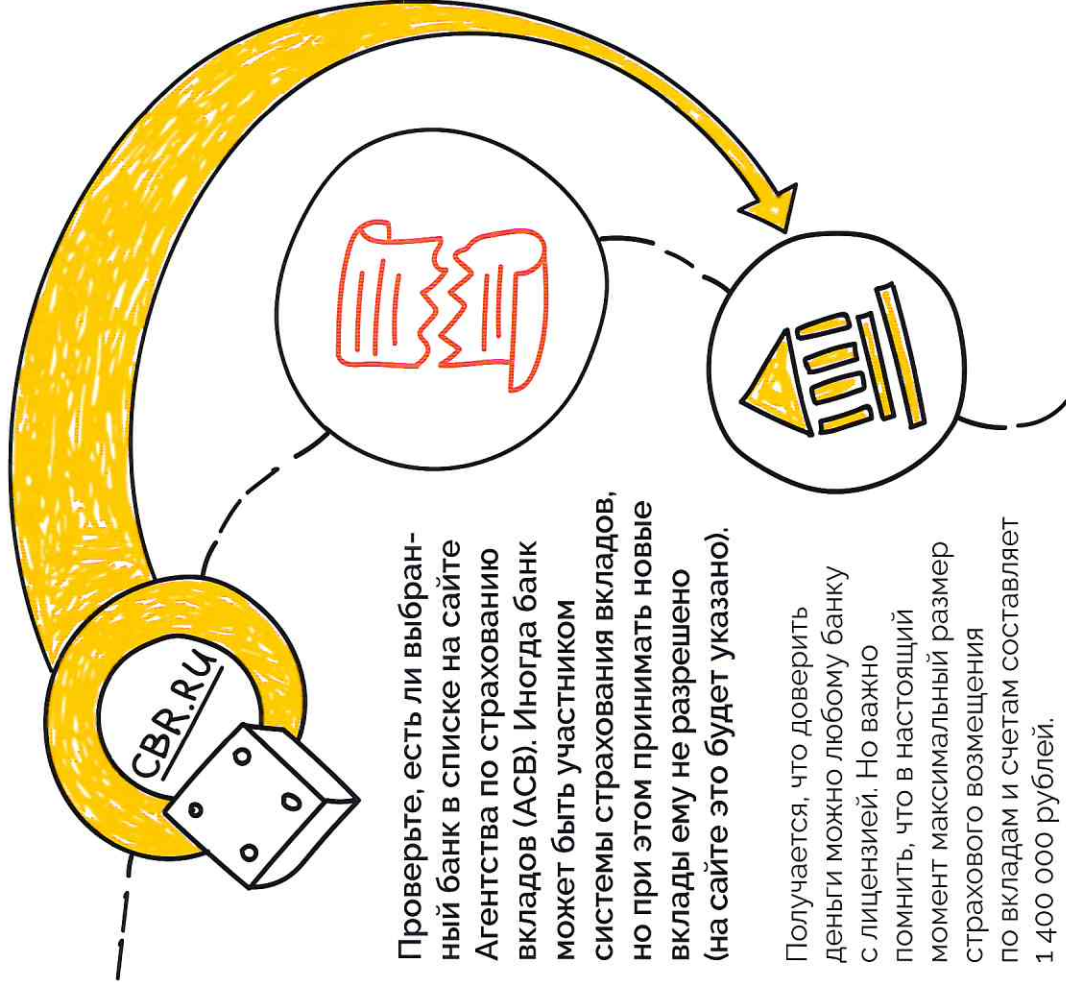 CBR.RU
Проверьте, есть ли выбран-
ный банк в списке на сайте
Агентства по страхованию
вкладов (АСВ). Иногда банк
может быть участником
системы страхования вкладов,
но при этом принимать новые
вклады ему не разрешено
(на сайте это будет указано).
Получается, что доверить
деньги можно любому банку
с лицензией. Но важно
помнить, что в настоящий
момент максимальный размер
страхового возмещения
по вкладам и счетам составляет
1 400 000 рублей.